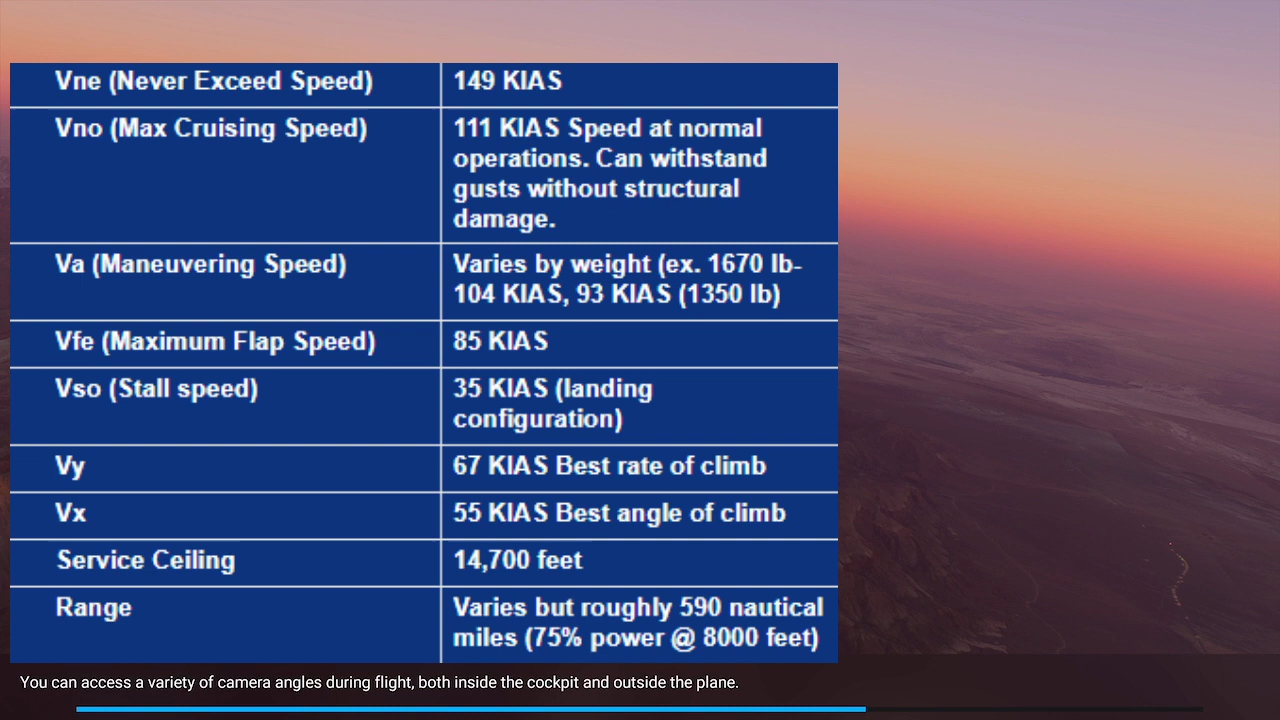 Vne (Never Exceed Speed)
149 KIAS
Vno (Max Cruising Speed)
111 KIAS Speed at normal
operations. Can withstand
gusts without structural
damage.
Va (Maneuvering Speed)
Varies by weight (ex. 1670 lb-
104 KIAS, 93 KIAS (1350 lb)
Vfe (Maximum Flap Speed)
85 KIAS
Vso (Stall speed)
35 KIAS (landing
configuration)
Vy
67 KIAS Best rate of climb
Vx
55 KIAS Best angle of climb
Service Ceiling
14,700 feet
Range
Varies but roughly 590 nautical
miles (75% power @ 8000 feet)
You can access a variety of camera angles during flight, both inside the cockpit and outside the plane.